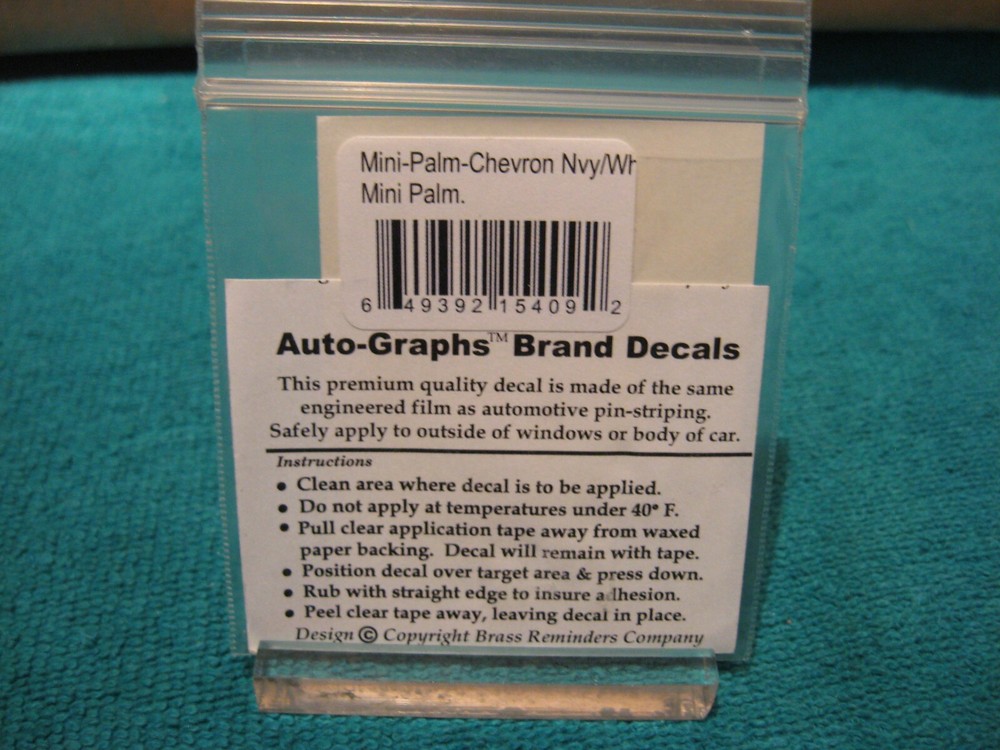 Mini-Palm-Chevron Nvy/Wh
Mini Palm.
6 49392 15409 2
Auto-Graphs™ Brand Decals
This premium quality decal is made of the same
engineered film as automotive pin-striping.
Safely apply to outside of windows or body of car.
Instructions
• Clean area where decal is to be applied.
• Do not apply at temperatures under 40° F.
• Pull clear application tape away from waxed
paper backing. Decal will remain with tape.
• Position decal over target area & press down.
• Rub with straight edge to insure adhesion.
• Peel clear tape away, leaving decal in place.
Design © Copyright Brass Reminders Company